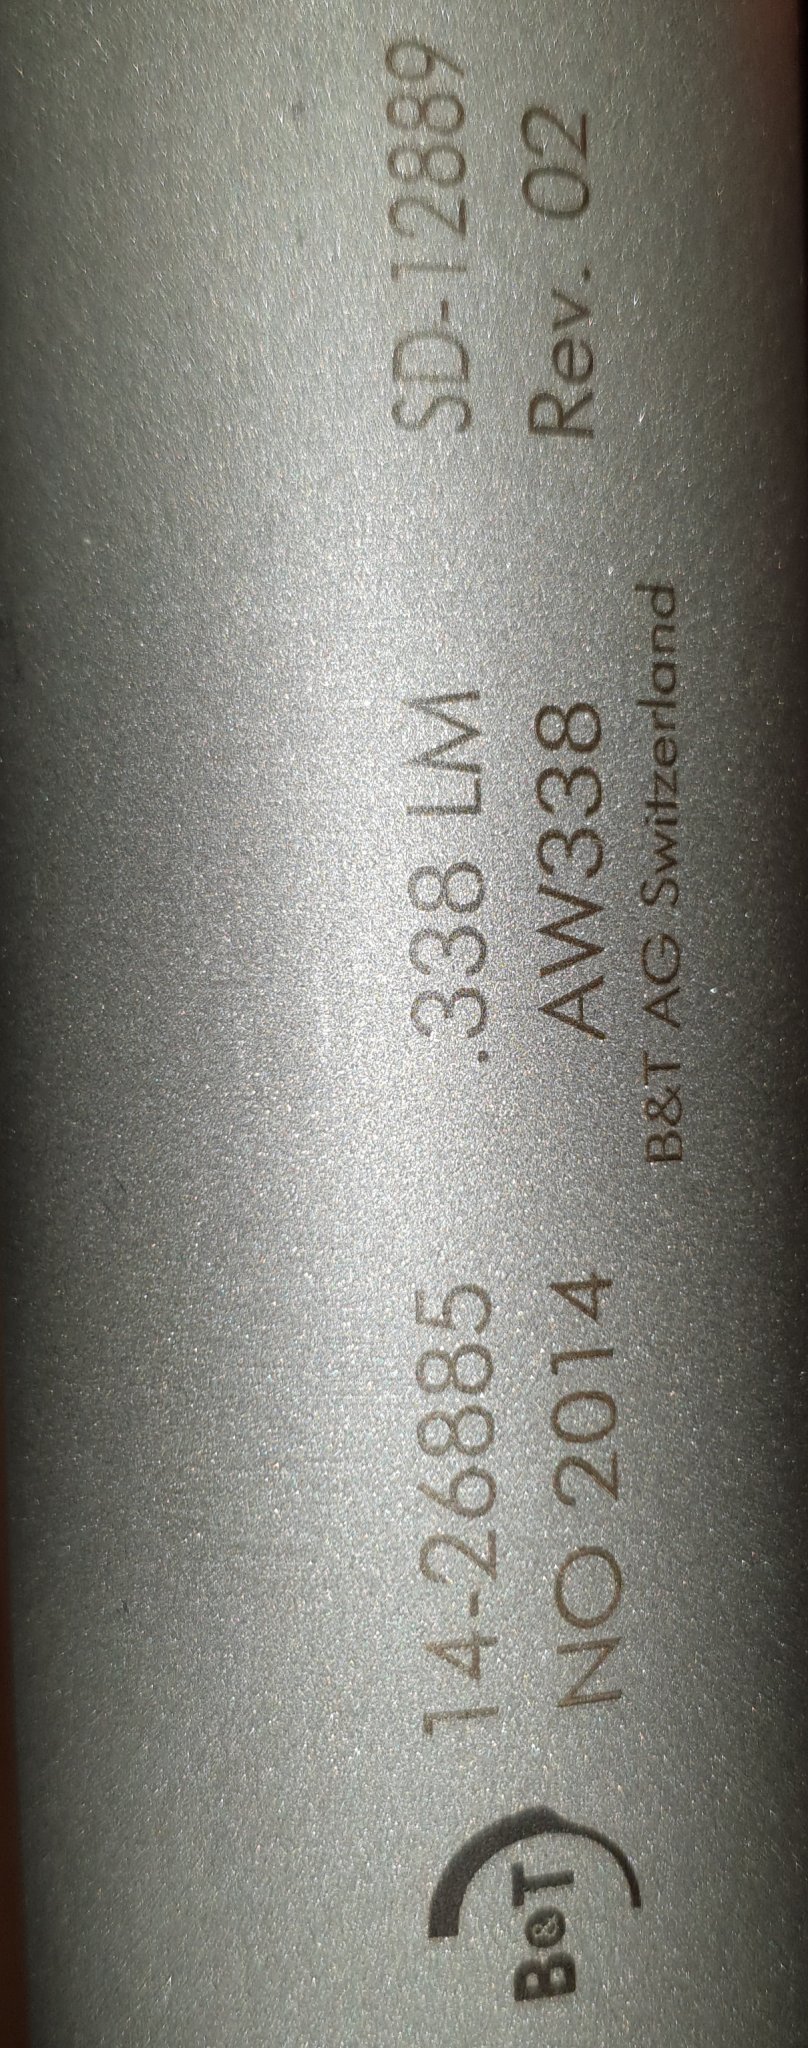 B&T
14-26885
NO 2014
.338 LM
AW338
B&T AG Switzerland
SD-12889
Rev. 02